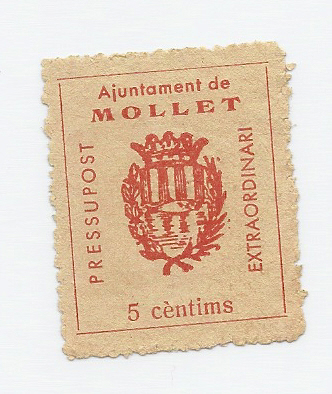 Ajuntament de
MOLLET
PRESSUPOST
EXTRAORDINARI
5 cèntims